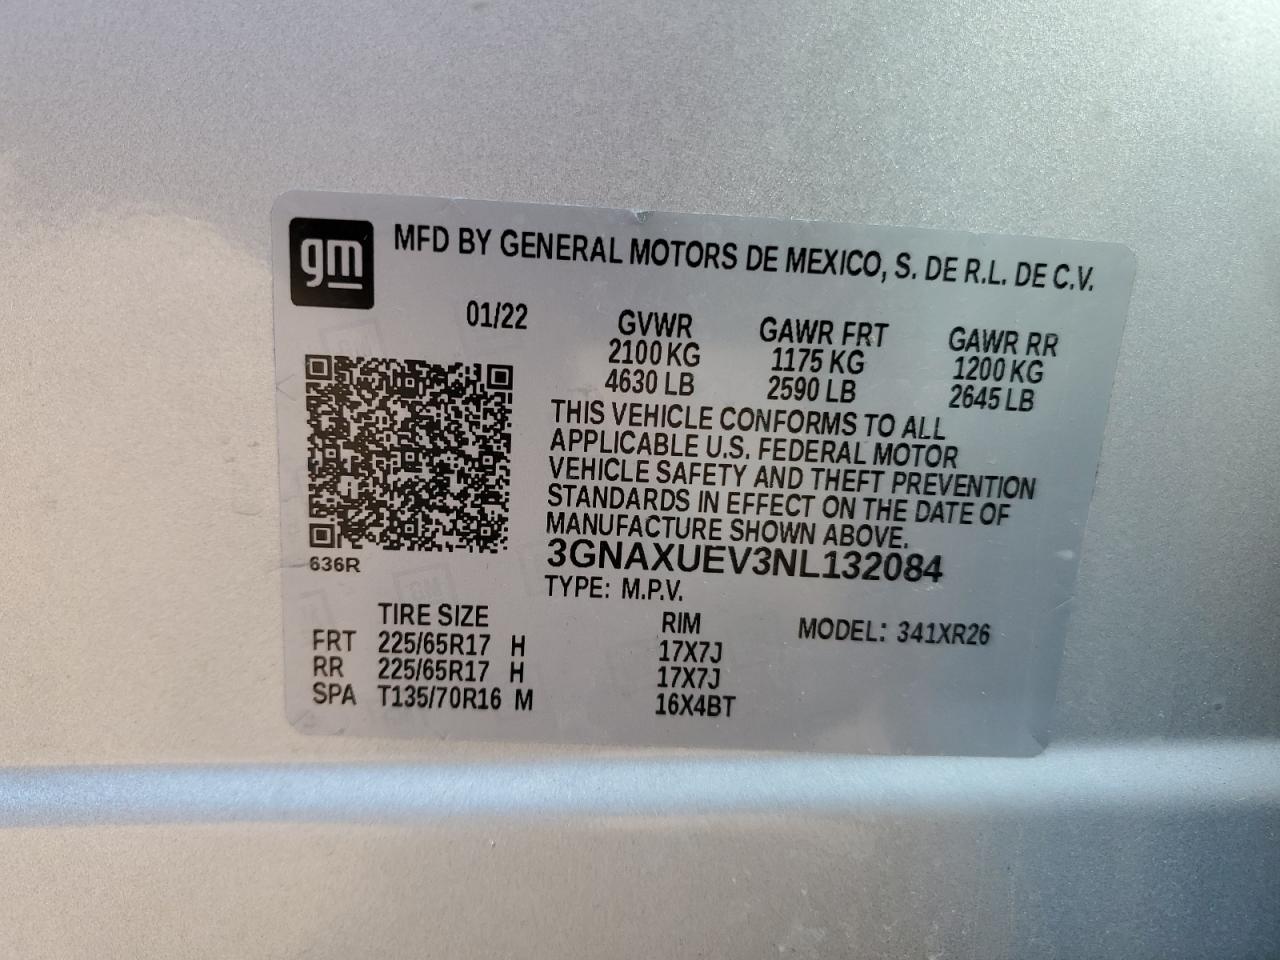 gm
MFD BY GENERAL MOTORS DE MEXICO, S. DE R.L. DE C.V.
01/22 GVWR GAWR FRT GAWR RR
2100 KG 1175 KG 1200 KG
4630 LB 2590 LB 2645 LB
THIS VEHICLE CONFORMS TO ALL
APPLICABLE U.S. FEDERAL MOTOR
VEHICLE SAFETY AND THEFT PREVENTION
STANDARDS IN EFFECT ON THE DATE OF
MANUFACTURE SHOWN ABOVE.
636R
3GNAXUEV3NL132084
TYPE: M.P.V.
TIRE SIZE RIM MODEL: 341XR26
FRT 225/65R17 H 17X7J
RR 225/65R17 H 17X7J
SPA T135/70R16 M 16X4BT